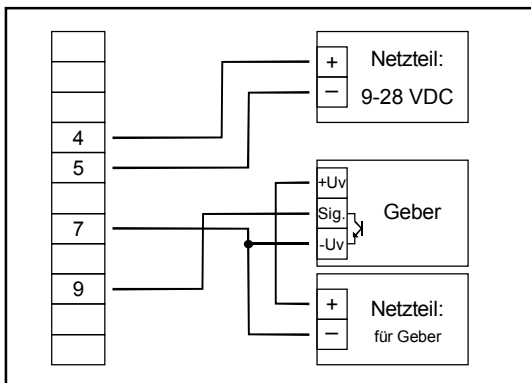 4
5
7
9
+
–
Netzteil:
9-28 VDC
+Uv
Sig.
-Uv
Geber
+
–
Netzteil:
für Geber